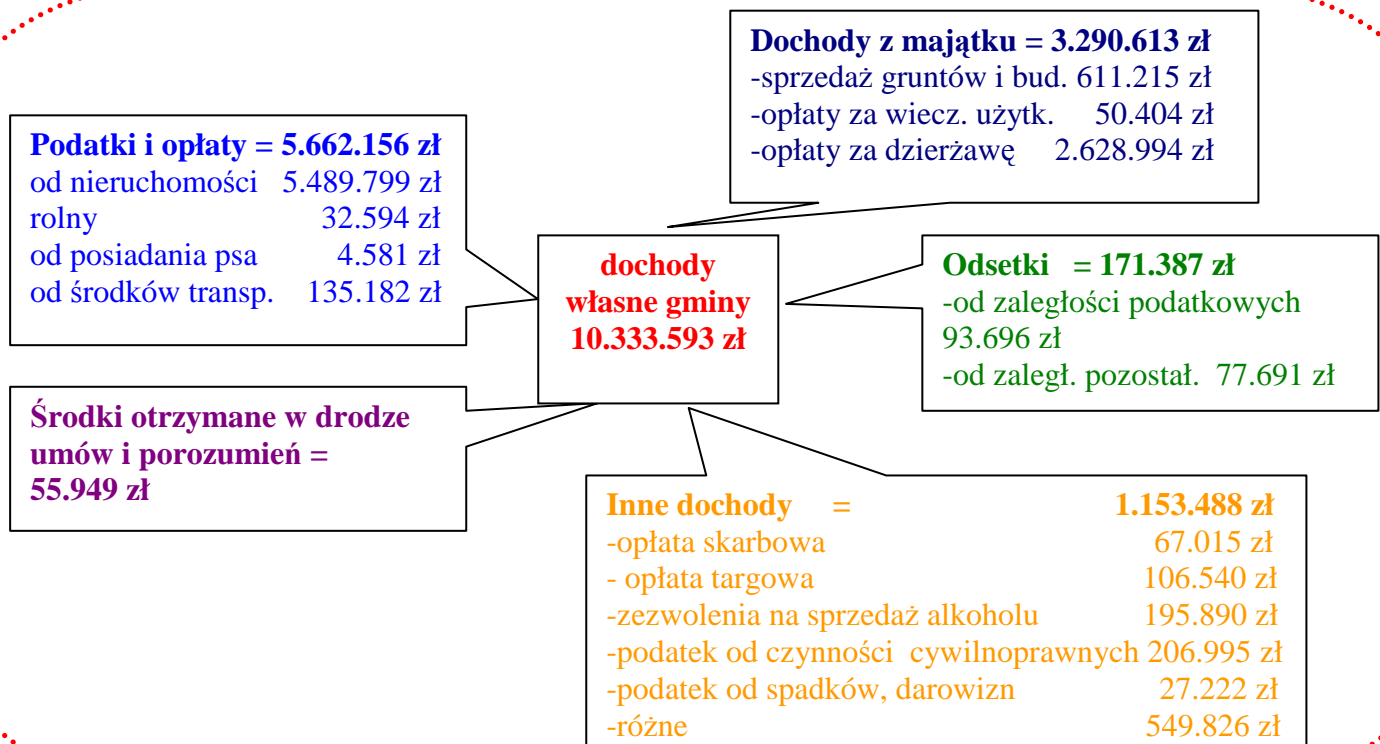 Dochody z majątku = 3.290.613 zł
-sprzedaż gruntów i bud. 611.215 zł
-opłaty za wiecz. użytk. 50.404 zł
-opłaty za dzierżawę 2.628.994 zł
Podatki i opłaty = 5.662.156 zł
od nieruchomości 5.489.799 zł
rolny 32.594 zł
od posiadania psa 4.581 zł
od środków transp. 135.182 zł
dochody
własne gminy
10.333.593 zł
Odsetki = 171.387 zł
-od zaległości podatkowych
93.696 zł
-od zaległ. pozostał. 77.691 zł
Środki otrzymane w drodze
umów i porozumień =
55.949 zł
Inne dochody = 1.153.488 zł
-opłata skarbowa 67.015 zł
- opłata targowa 106.540 zł
-zezwolenia na sprzedaż alkoholu 195.890 zł
-podatek od czynności cywilnoprawnych 206.995 zł
-podatek od spadków, darowizn 27.222 zł
-różne 549.826 zł